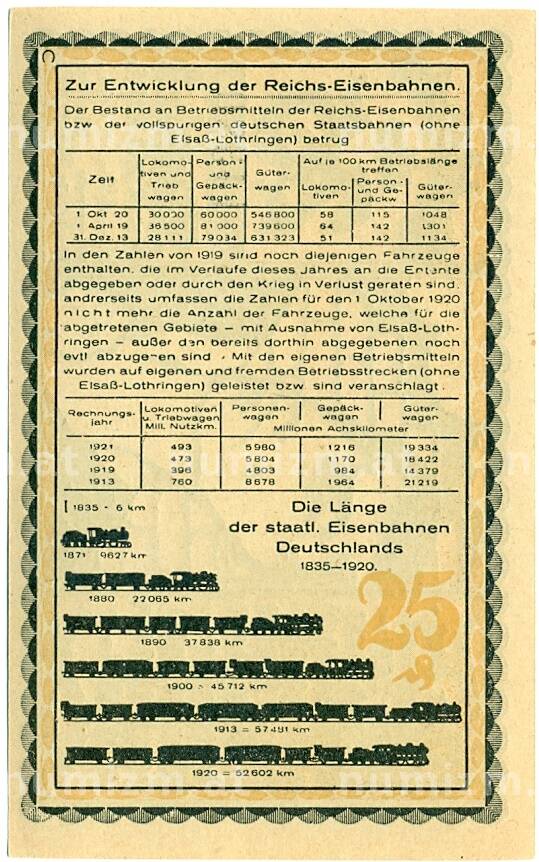 Zur Entwicklung der Reichs-Eisenbahnen.
Der Bestand an Betriebsmitteln der Reichs-Eisenbahnen
bzw. der vollspurigen deutschen Staatsbahnen (ohne
Elsaß-Lothringen) betrug
Zeit | Lokomotiven und Trieb wagen | Person.- und Gepäckwagen | Güterwagen | Auf je 100 km Betriebslänge treffen
Lokomotiven | Person- und Gepäckw | Güterwagen
1 Okt 20 | 30000 | 60000 | 546800 | 58 | 115 | 1048
1 April 19 | 36500 | 81000 | 739600 | 64 | 142 | 1301
31. Dez. 13 | 28111 | 79034 | 631323 | 51 | 142 | 1134
In den Zahlen von 1919 sind noch diejenigen Fahrzeuge
enthalten, die im Verlaufe dieses Jahres an die Entente
abgegeben oder durch den Krieg in Verlust geraten sind,
andrerseits umfassen die Zahlen für den 1 Oktober 1920
nicht mehr die Anzahl der Fahrzeuge, welche für die
abgetretenen Gebiete – mit Ausnahme von Elsaß-Loth-
ringen – außer den bereits dorthin abgegebenen noch
evtl abzugeben sind. Mit den eigenen Betriebsmitteln
wurden auf eigenen und fremden Betriebsstrecken (ohne
Elsaß-Lothringen) geleistet bzw. sind veranschlagt.
Rechnungsjahr | Lokomotiven u. Triebwagen Mill. Nutzkm. | Personenwagen | Gepäckwagen | Güterwagen
Millionen Achskilometer
1921 | 493 | 5980 | 1216 | 19334
1920 | 473 | 5804 | 1170 | 18422
1919 | 396 | 4803 | 984 | 14379
1913 | 760 | 8678 | 1964 | 21219
1835 - 6 km
Die Länge
der staatl. Eisenbahnen
Deutschlands
1835–1920.
1871 9627 km
1880 22065 km
25
1890 37838 km
1900 = 45712 km
1913 = 57491 km
1920 = 52602 km
numizm.at